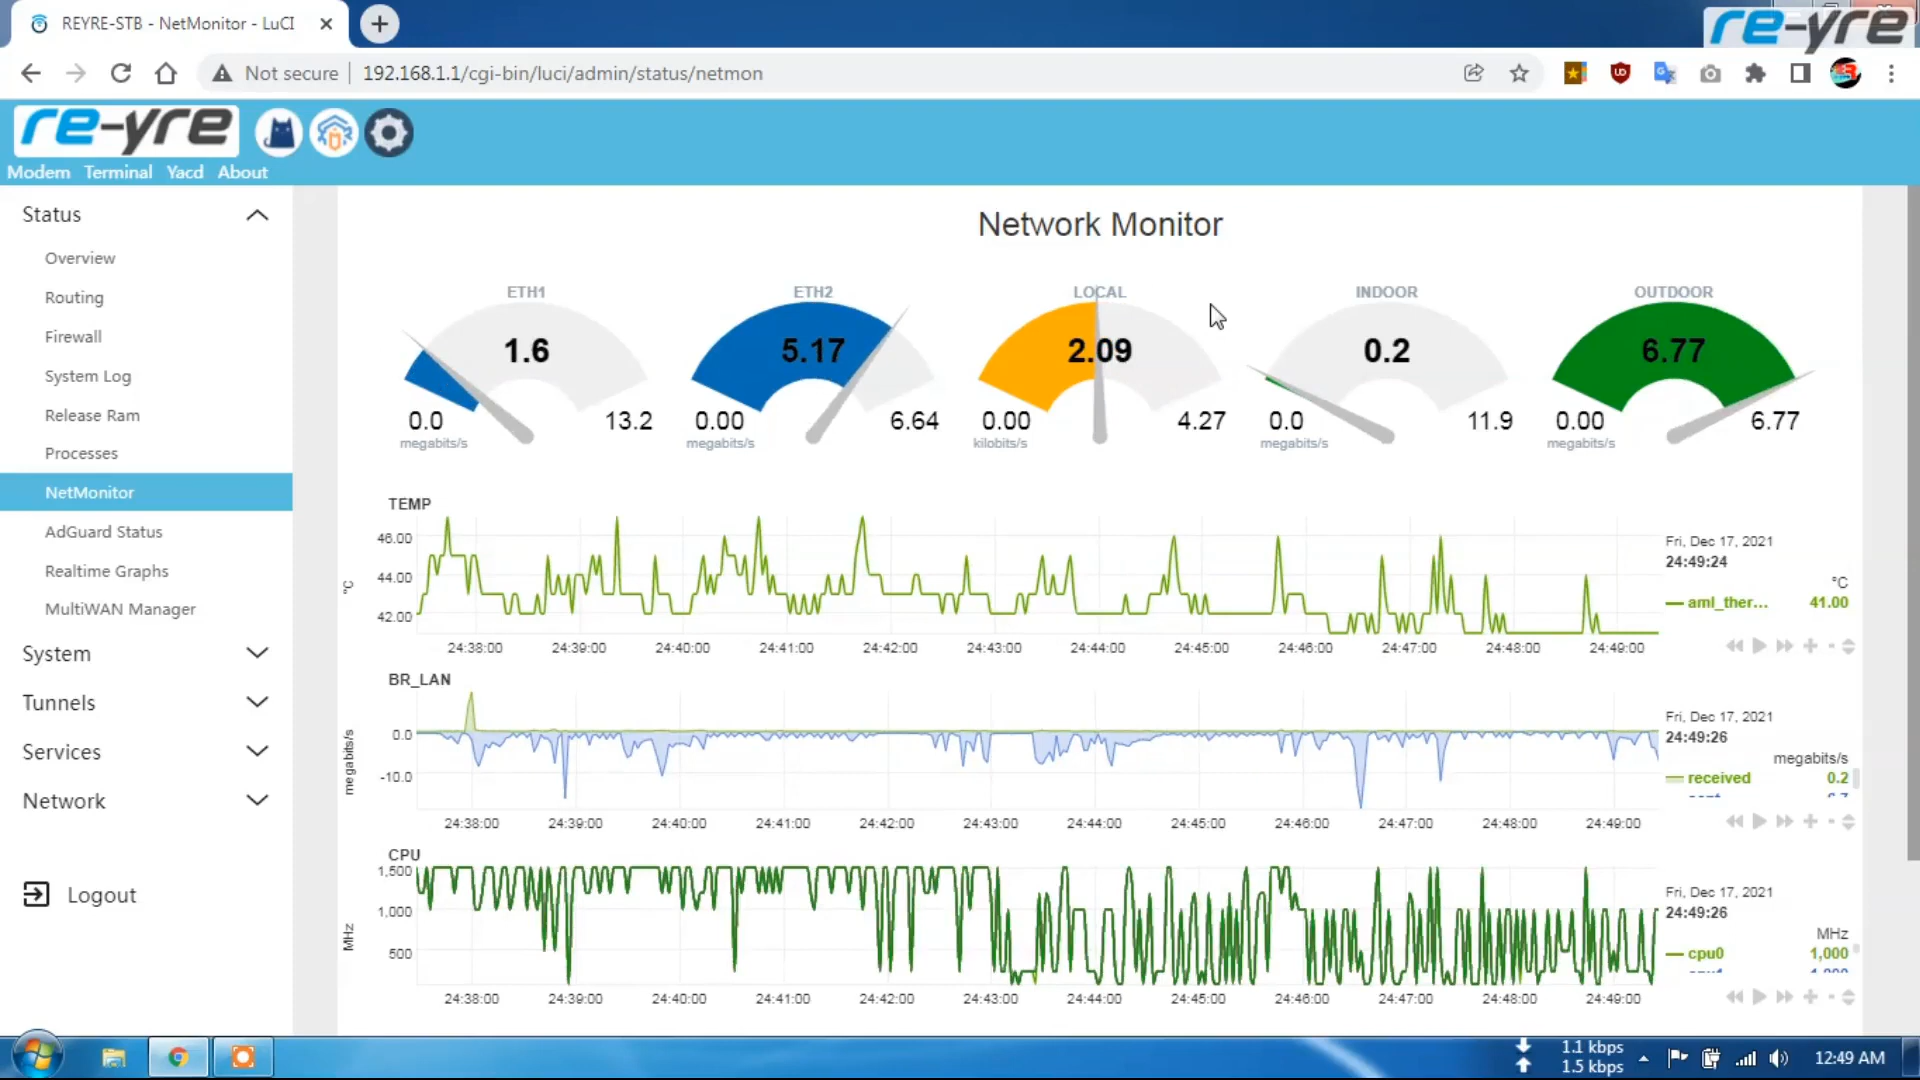 REYRE-STB - NetMonitor - LuCI
re-yre
Not secure
192.168.1.1/cgi-bin/luci/admin/status/netmon
re-yre
Modem Terminal Yacd About
Status
Overview
Routing
Firewall
System Log
Release Ram
Processes
NetMonitor
AdGuard Status
Realtime Graphs
MultiWAN Manager
System
Tunnels
Services
Network
Logout
Network Monitor
ETH1
1.6
0.0
13.2
megabits/s
ETH2
5.17
0.00
6.64
megabits/s
LOCAL
2.09
0.00
4.27
kilobits/s
INDOOR
0.2
0.0
11.9
megabits/s
OUTDOOR
6.77
0.00
6.77
megabits/s
TEMP
°C
46.00
44.00
42.00
24:38:00 24:39:00 24:40:00 24:41:00 24:42:00 24:43:00 24:44:00 24:45:00 24:46:00 24:47:00 24:48:00 24:49:00
Fri, Dec 17, 2021
24:49:24
°C
aml_ther... 41.00
BR_LAN
megabits/s
0.0
-10.0
24:38:00 24:39:00 24:40:00 24:41:00 24:42:00 24:43:00 24:44:00 24:45:00 24:46:00 24:47:00 24:48:00 24:49:00
Fri, Dec 17, 2021
24:49:26
megabits/s
received 0.2
CPU
MHz
1,500
1,000
500
24:38:00 24:39:00 24:40:00 24:41:00 24:42:00 24:43:00 24:44:00 24:45:00 24:46:00 24:47:00 24:48:00 24:49:00
Fri, Dec 17, 2021
24:49:26
MHz
cpu0 1,000
1.1 kbps
1.5 kbps
12:49 AM